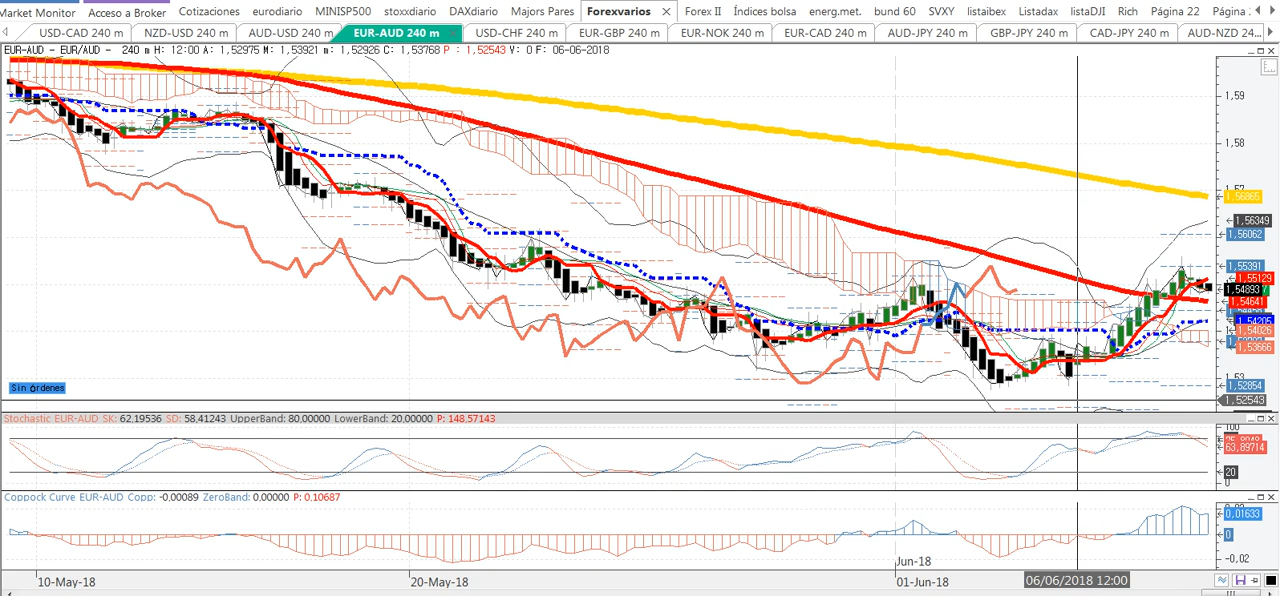 Market Monitor Acceso a Broker Cotizaciones eurodiario MINISP500 stoxxdiario DAXdiario Majors Pares Forexvarios Forex II Índices bolsa energ.met. bund 60 SVXY listaibex Listadax listaDJI Rich Página 22 Página
USD-CAD 240 m NZD-USD 240 m AUD-USD 240 m EUR-AUD 240 m USD-CHF 240 m EUR-GBP 240 m EUR-NOK 240 m EUR-CAD 240 m AUD-JPY 240 m GBP-JPY 240 m CAD-JPY 240 m AUD-NZD 24...
EUR-AUD - EUR/AUD - 240 m H: 12:00 A: 1,52975 M: 1,53921 m: 1,52926 C: 1,53768 P : 1,52543 V: 0 F: 06-06-2018
1,59
1,58
1,56865
1,56349
1,56062
1,55391
1,55129
1,54893
1,54641
1,54026
1,53666
1,52854
1,52543
Sin órdenes
Stochastic EUR-AUD SK: 62,19536 SD: 58,41243 UpperBand: 80,00000 LowerBand: 20,00000 P: 148,57143
100
63,89714
20
0
Coppock Curve EUR-AUD Copp: -0,00089 ZeroBand: 0,00000 P: 0,10687
0,01633
0
-0,02
Jun-18
10-May-18 20-May-18 01-Jun-18 06/06/2018 12:00